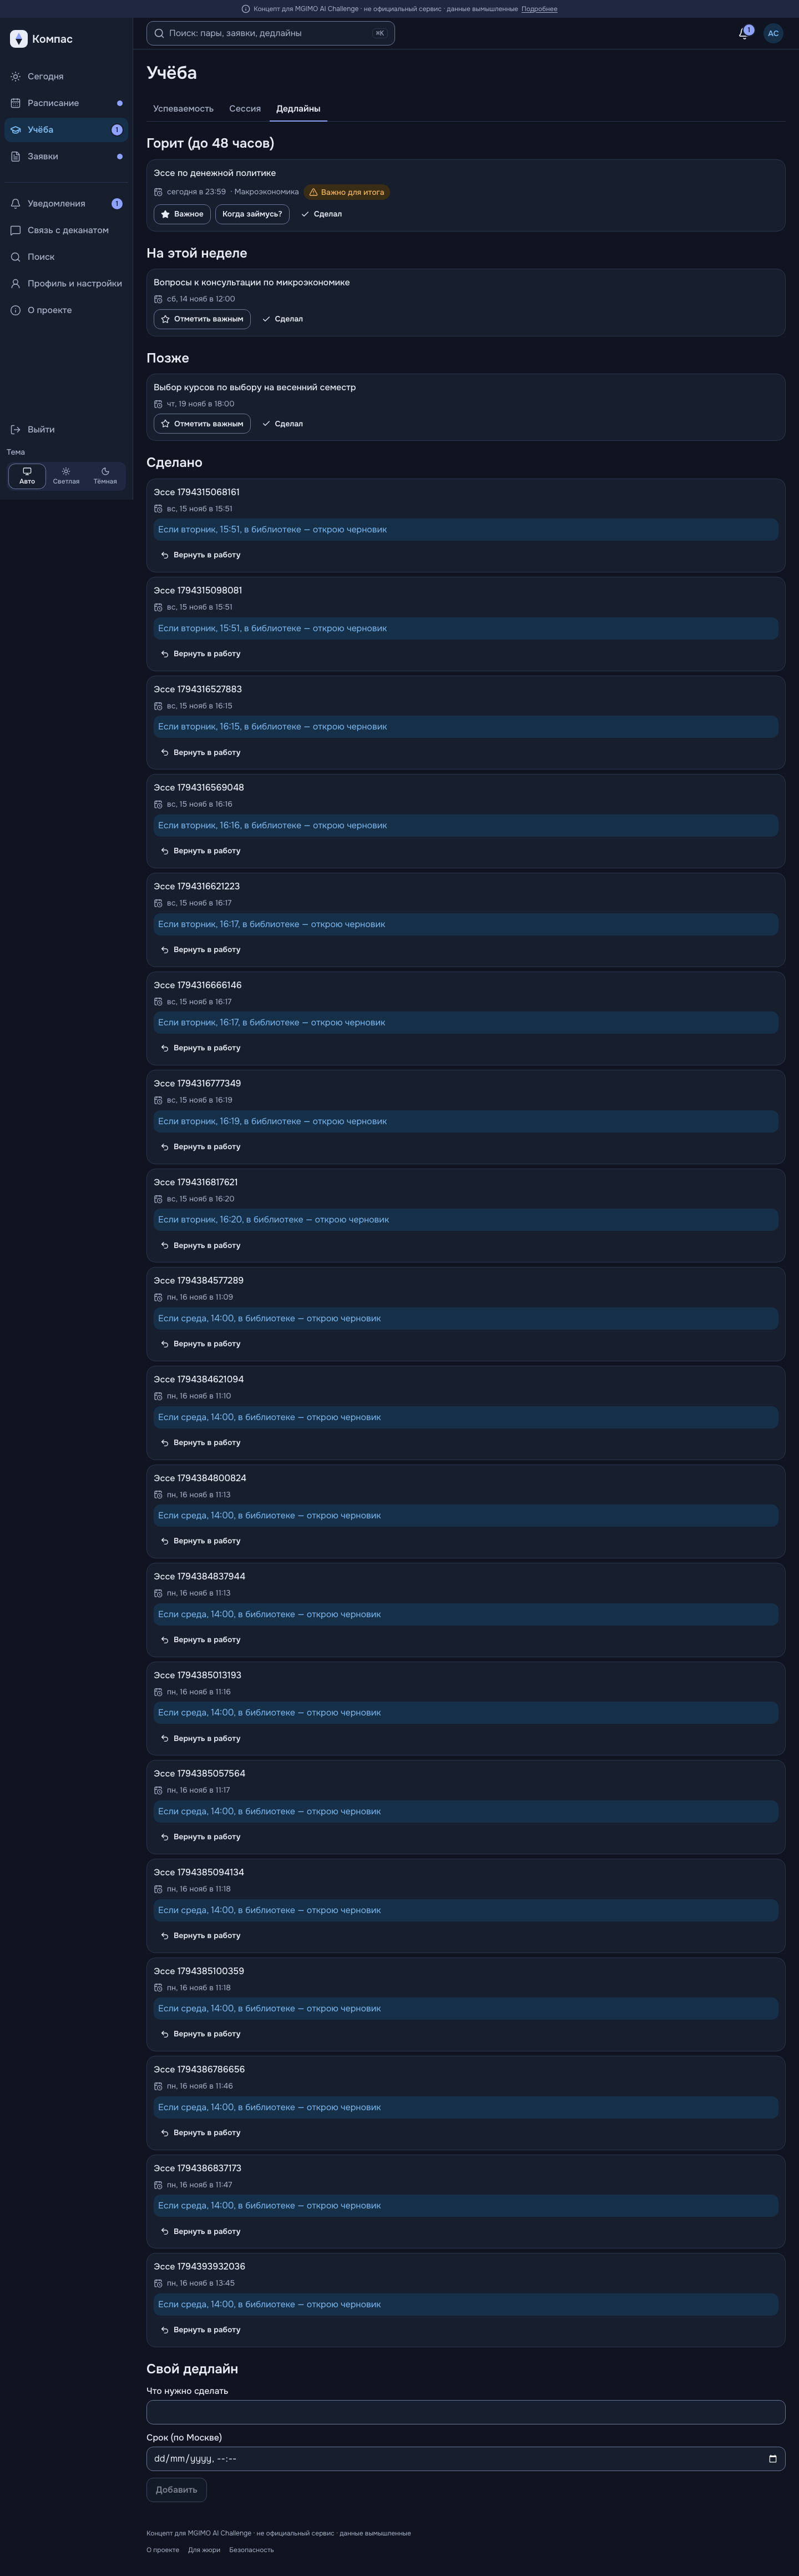 Концепт для MGIMO AI Challenge · не официальный сервис · данные вымышленные Подробнее
Компас
Сегодня
Расписание
Учёба 1
Заявки
Уведомления 1
Связь с деканатом
Поиск
Профиль и настройки
О проекте
Выйти
Тема
Авто Светлая Тёмная
Поиск: пары, заявки, дедлайны ⌘K
1 АС
Учёба
Успеваемость Сессия Дедлайны
Горит (до 48 часов)
Эссе по денежной политике
сегодня в 23:59 · Макроэкономика Важно для итога
Важное Когда займусь? Сделал
На этой неделе
Вопросы к консультации по микроэкономике
сб, 14 нояб в 12:00
Отметить важным Сделал
Позже
Выбор курсов по выбору на весенний семестр
чт, 19 нояб в 18:00
Отметить важным Сделал
Сделано
Эссе 1794315068161
вс, 15 нояб в 15:51
Если вторник, 15:51, в библиотеке — открою черновик
Вернуть в работу
Эссе 1794315098081
вс, 15 нояб в 15:51
Если вторник, 15:51, в библиотеке — открою черновик
Вернуть в работу
Эссе 1794316527883
вс, 15 нояб в 16:15
Если вторник, 16:15, в библиотеке — открою черновик
Вернуть в работу
Эссе 1794316569048
вс, 15 нояб в 16:16
Если вторник, 16:16, в библиотеке — открою черновик
Вернуть в работу
Эссе 1794316621223
вс, 15 нояб в 16:17
Если вторник, 16:17, в библиотеке — открою черновик
Вернуть в работу
Эссе 1794316666146
вс, 15 нояб в 16:17
Если вторник, 16:17, в библиотеке — открою черновик
Вернуть в работу
Эссе 1794316777349
вс, 15 нояб в 16:19
Если вторник, 16:19, в библиотеке — открою черновик
Вернуть в работу
Эссе 1794316817621
вс, 15 нояб в 16:20
Если вторник, 16:20, в библиотеке — открою черновик
Вернуть в работу
Эссе 1794384577289
пн, 16 нояб в 11:09
Если среда, 14:00, в библиотеке — открою черновик
Вернуть в работу
Эссе 1794384621094
пн, 16 нояб в 11:10
Если среда, 14:00, в библиотеке — открою черновик
Вернуть в работу
Эссе 1794384800824
пн, 16 нояб в 11:13
Если среда, 14:00, в библиотеке — открою черновик
Вернуть в работу
Эссе 1794384837944
пн, 16 нояб в 11:13
Если среда, 14:00, в библиотеке — открою черновик
Вернуть в работу
Эссе 1794385013193
пн, 16 нояб в 11:16
Если среда, 14:00, в библиотеке — открою черновик
Вернуть в работу
Эссе 1794385057564
пн, 16 нояб в 11:17
Если среда, 14:00, в библиотеке — открою черновик
Вернуть в работу
Эссе 1794385094134
пн, 16 нояб в 11:18
Если среда, 14:00, в библиотеке — открою черновик
Вернуть в работу
Эссе 1794385100359
пн, 16 нояб в 11:18
Если среда, 14:00, в библиотеке — открою черновик
Вернуть в работу
Эссе 1794386786656
пн, 16 нояб в 11:46
Если среда, 14:00, в библиотеке — открою черновик
Вернуть в работу
Эссе 1794386837173
пн, 16 нояб в 11:47
Если среда, 14:00, в библиотеке — открою черновик
Вернуть в работу
Эссе 1794393932036
пн, 16 нояб в 13:45
Если среда, 14:00, в библиотеке — открою черновик
Вернуть в работу
Свой дедлайн
Что нужно сделать
Срок (по Москве)
dd/mm/yyyy, --:--
Добавить
Концепт для MGIMO AI Challenge · не официальный сервис · данные вымышленные
О проекте Для жюри Безопасность